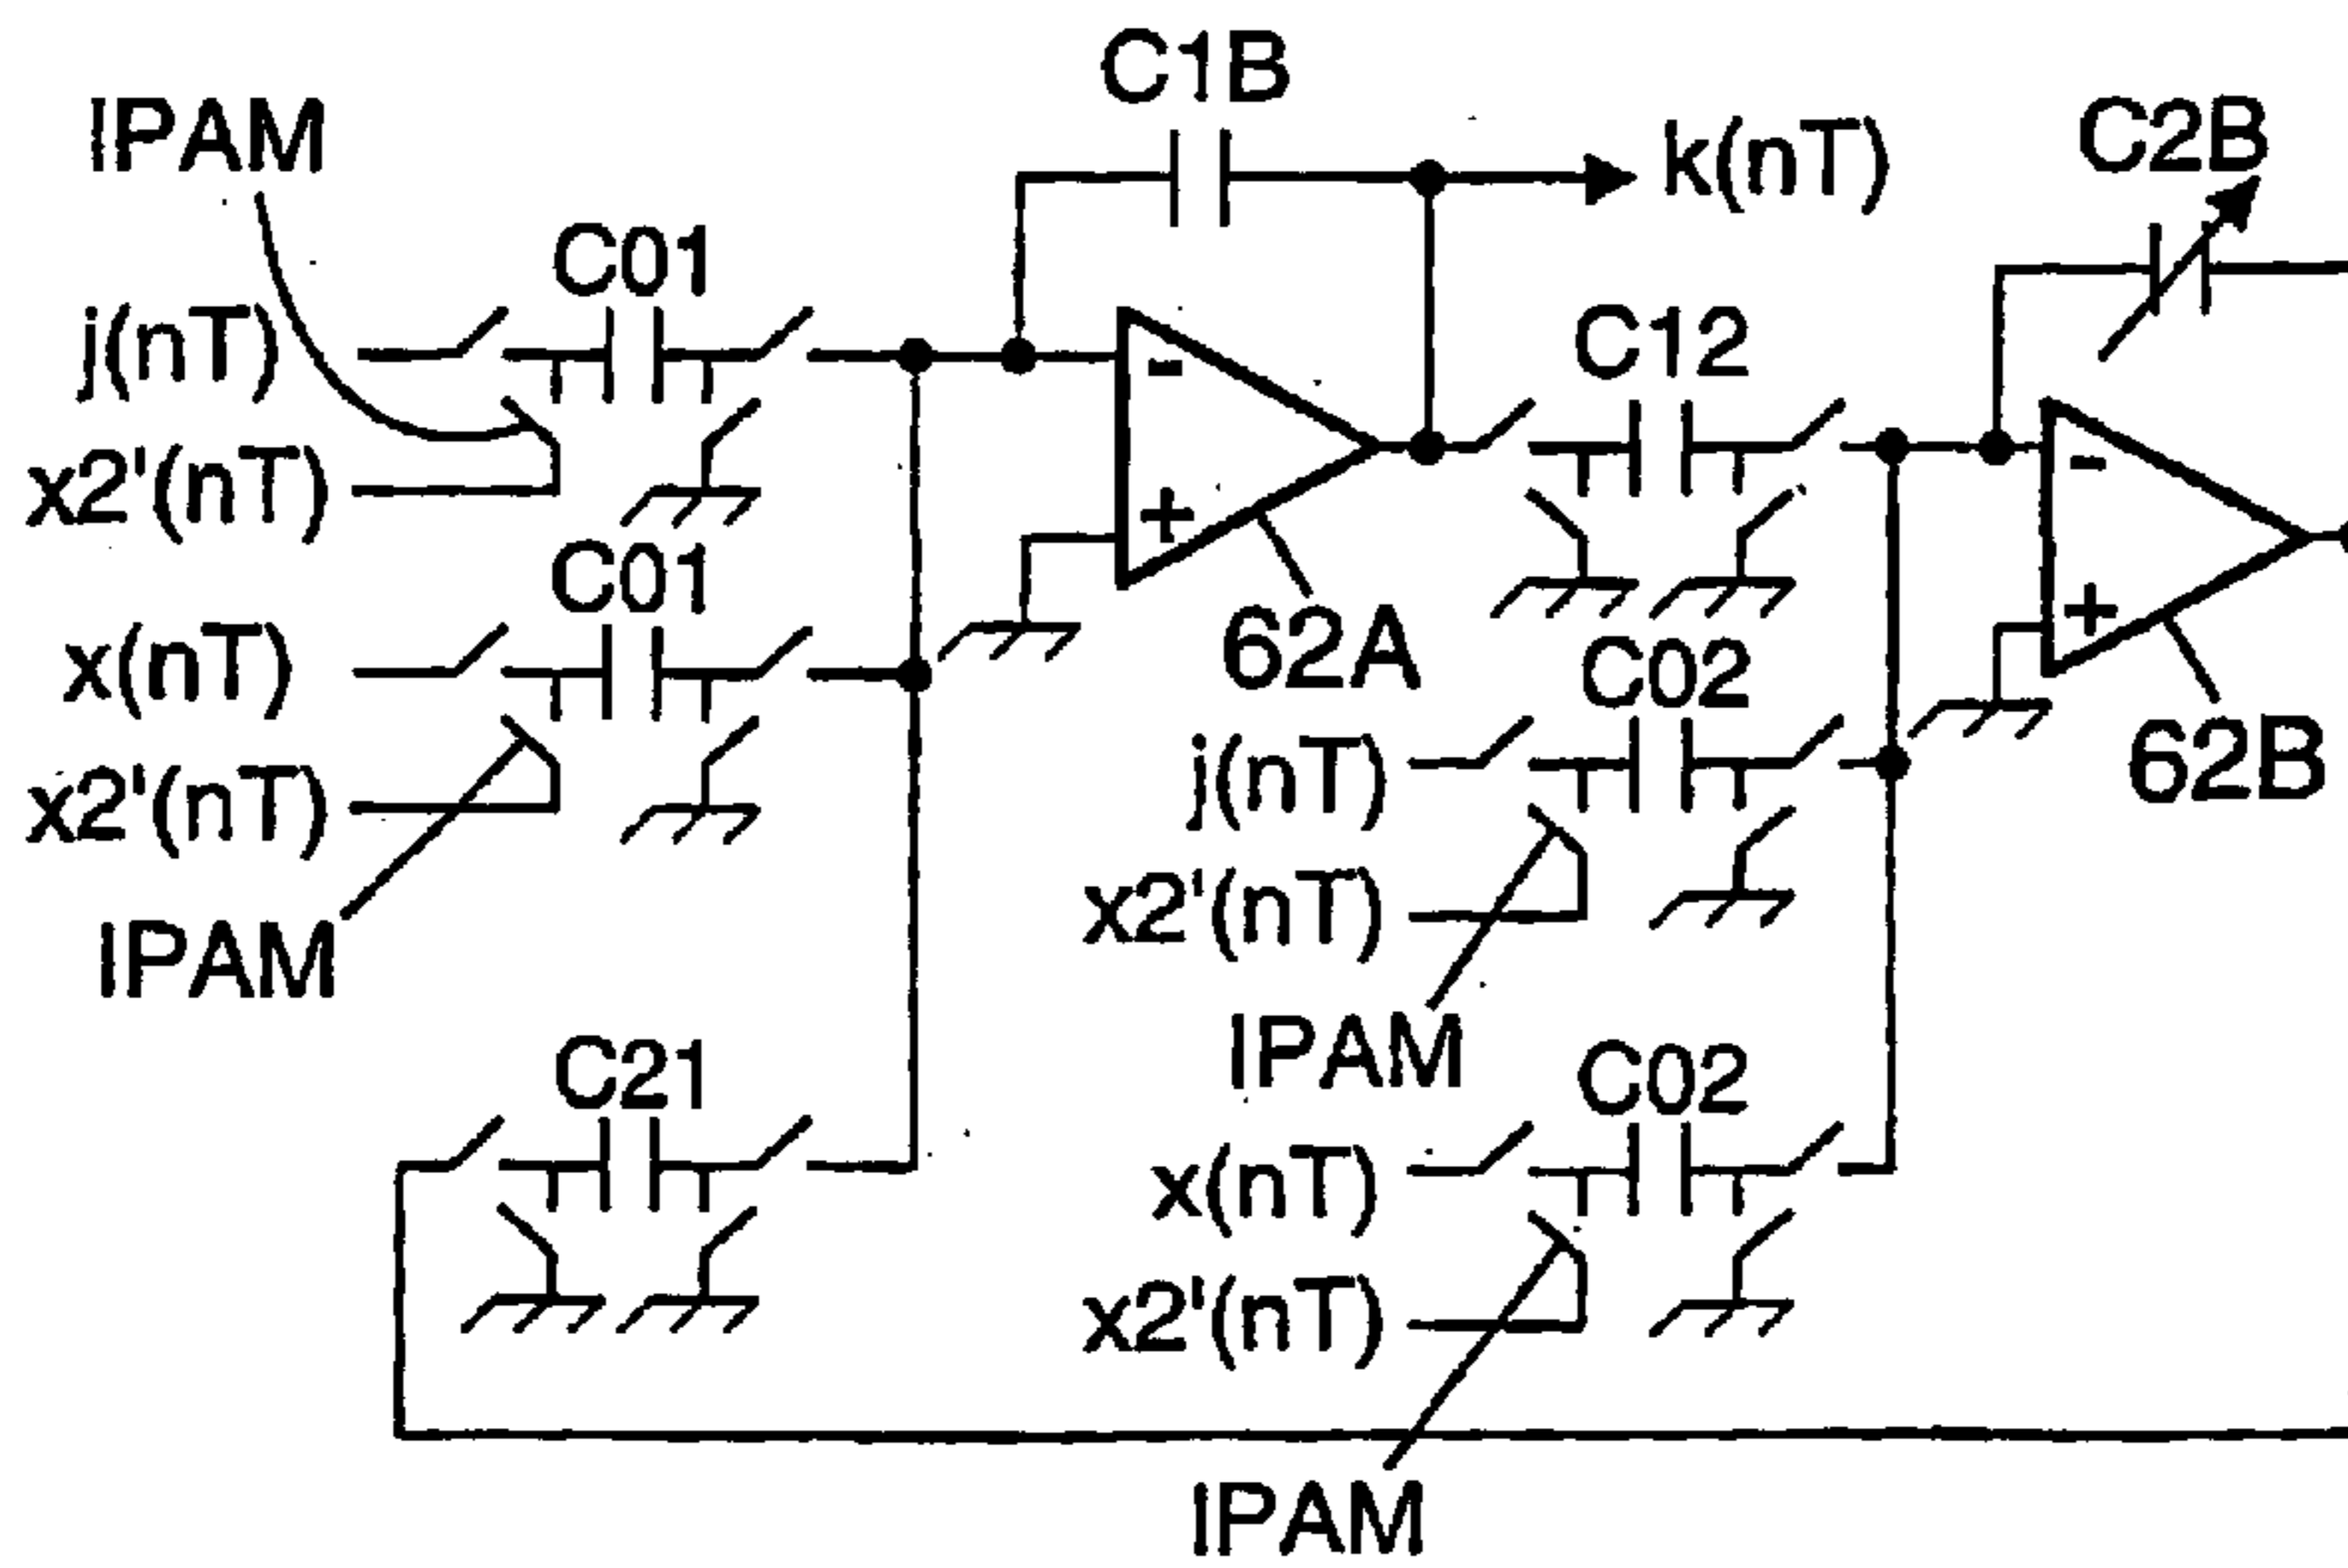 C1B
IPAM
k(nT)
C2B
C01
j(nT)
C12
-
x2'(nT)
-
+
C01
x(nT)
62A
+
C02
x2'(nT)
j(nT)
62B
IPAM
x2'(nT)
IPAM
C21
C02
x(nT)
x2'(nT)
IPAM